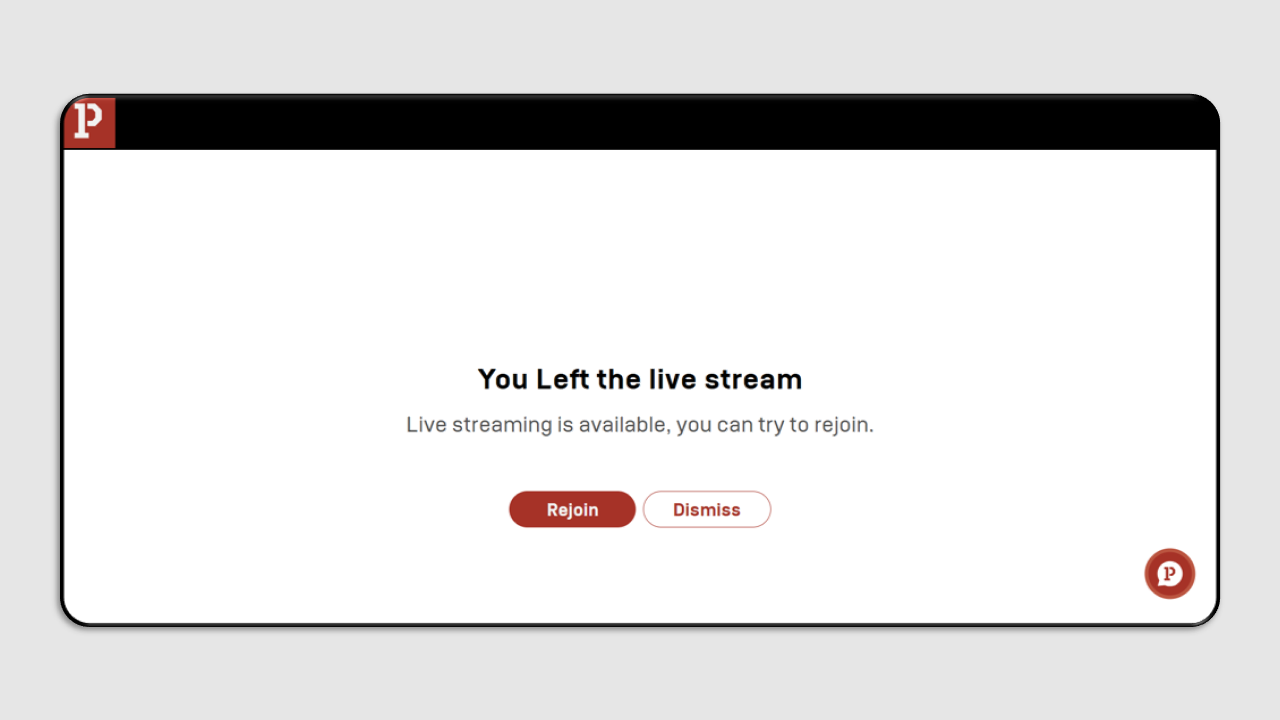 P
You Left the live stream
Live streaming is available, you can try to rejoin.
Rejoin Dismiss
P